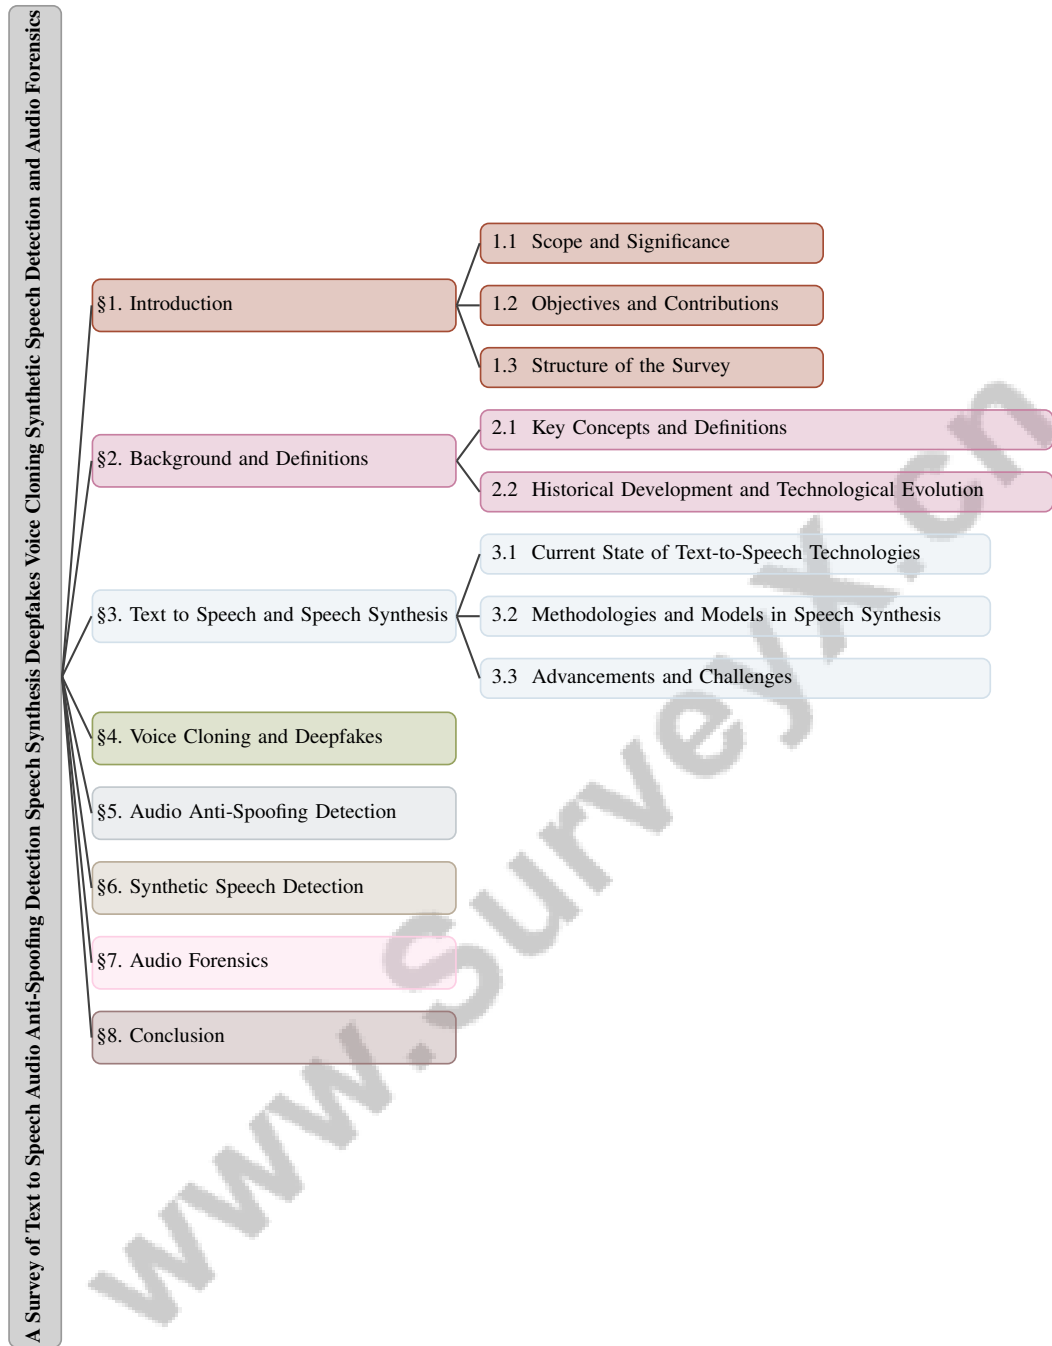 A Survey of Text to Speech Audio Anti-Spoofing Detection Speech Synthesis Deepfakes Voice Cloning Synthetic Speech Detection and Audio Forensics
§1. Introduction
1.1 Scope and Significance
1.2 Objectives and Contributions
1.3 Structure of the Survey
§2. Background and Definitions
2.1 Key Concepts and Definitions
2.2 Historical Development and Technological Evolution
§3. Text to Speech and Speech Synthesis
3.1 Current State of Text-to-Speech Technologies
3.2 Methodologies and Models in Speech Synthesis
3.3 Advancements and Challenges
§4. Voice Cloning and Deepfakes
§5. Audio Anti-Spoofing Detection
§6. Synthetic Speech Detection
§7. Audio Forensics
§8. Conclusion
www.surveyx.cn